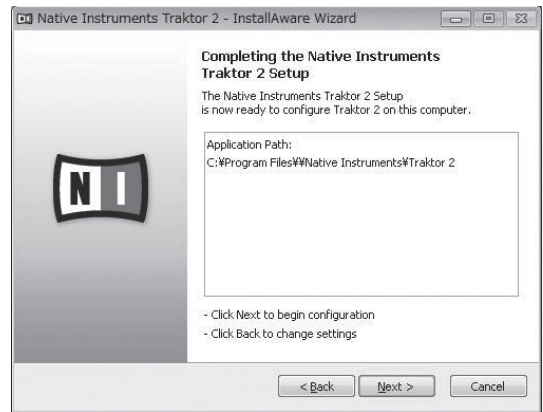 Native Instruments Traktor 2 - InstallAware Wizard
Completing the Native Instruments
Traktor 2 Setup
The Native Instruments Traktor 2 Setup
is now ready to configure Traktor 2 on this computer.
Application Path:
C:¥Program Files¥¥Native Instruments¥Traktor 2
N I
- Click Next to begin configuration
- Click Back to change settings
< Back
Next >
Cancel